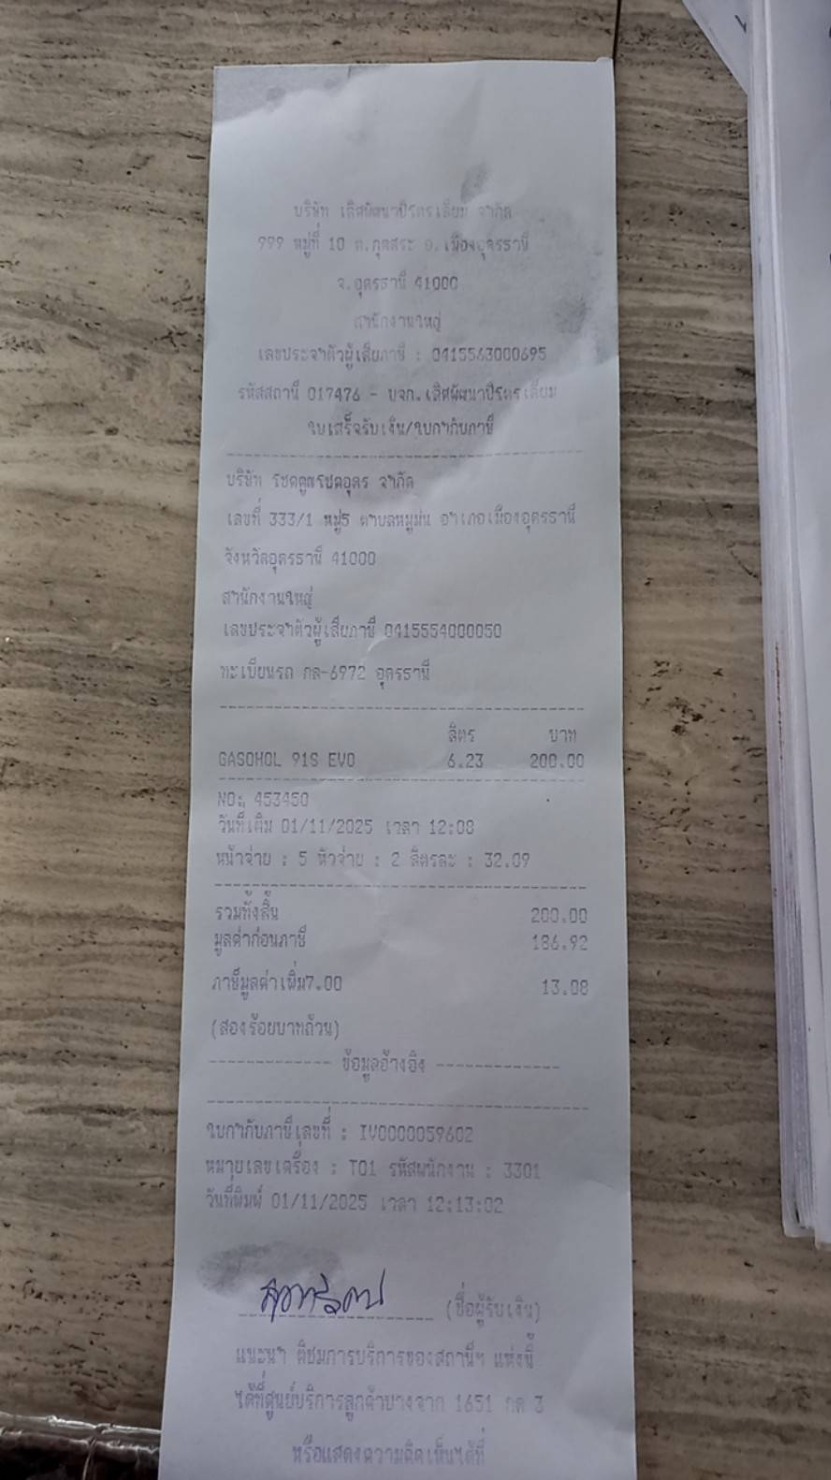 บริษัท เลิศพัฒนาปิโตรเลียม จำกัด
999 หมู่ที่ 10 ต.กุดสระ อ.เมืองอุดรธานี
จ.อุดรธานี 41000
สำนักงานใหญ่
เลขประจำตัวผู้เสียภาษี : 0415563000695
รหัสสถานี 017476 - บจก.เลิศพัฒนาปิโตรเลียม
ใบเสร็จรับเงิน/ใบกำกับภาษี
บริษัท โชคคูณโชคอุดร จำกัด
เลขที่ 333/1 หมู่5 ตำบลหมูม่น อำเภอเมืองอุดรธานี
จังหวัดอุดรธานี 41000
สำนักงานใหญ่
เลขประจำตัวผู้เสียภาษี 0415554000050
ทะเบียนรถ กล-6972 อุดรธานี
ลิตร บาท
GASOHOL 91S EVO 6.23 200.00
NO: 453450
วันที่เติม 01/11/2025 เวลา 12:08
หน้าจ่าย : 5 หัวจ่าย : 2 ลิตรละ : 32.09
รวมทั้งสิ้น 200.00
มูลค่าก่อนภาษี 186.92
ภาษีมูลค่าเพิ่ม7.00 13.08
(สองร้อยบาทถ้วน)
------------ ข้อมูลอ้างอิง ------------
ใบกำกับภาษีเลขที่ : IV0000059602
หมายเลขเครื่อง : T01 รหัสพนักงาน : 3301
วันที่พิมพ์ 01/11/2025 เวลา 12:13:02
(ชื่อผู้รับเงิน)
แนะนำ ติชมการบริการของสถานีฯ แห่งนี้
ได้ที่ศูนย์บริการลูกค้าบางจาก 1651 กด 3
หรือแสดงความคิดเห็นได้ที่